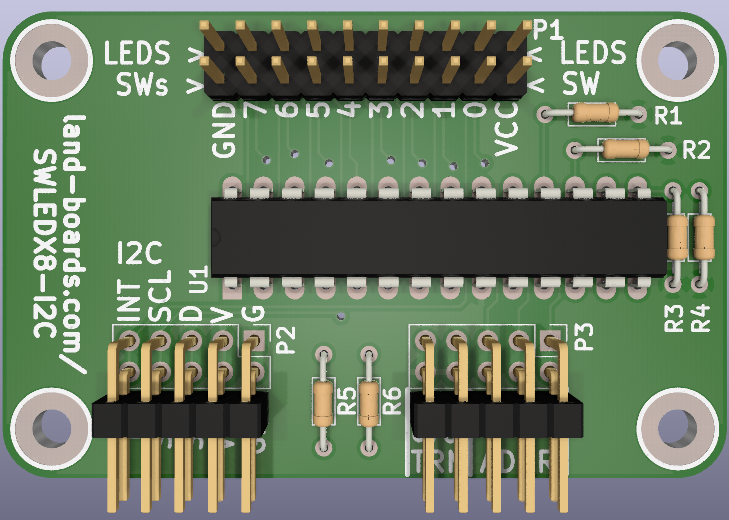 P1
LEDS > < LEDS
SWs > < SW
GND 7 6 5 4 3 2 1 0 VCC
R1
R2
land-boards.com/
SWLEDX8-I2C
I2C
INT SCL D V G
U1
P2
P3
R3 R4
R5 R6